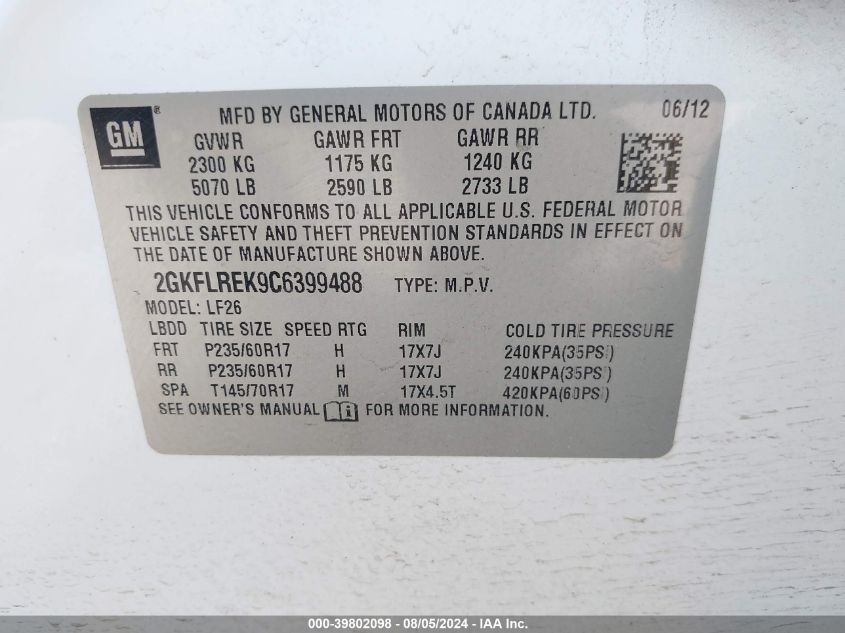 GM ® MFD BY GENERAL MOTORS OF CANADA LTD. 06/12
GVWR GAWR FRT GAWR RR
2300 KG 1175 KG 1240 KG
5070 LB 2590 LB 2733 LB
THIS VEHICLE CONFORMS TO ALL APPLICABLE U.S. FEDERAL MOTOR
VEHICLE SAFETY AND THEFT PREVENTION STANDARDS IN EFFECT ON
THE DATE OF MANUFACTURE SHOWN ABOVE.
2GKFLREK9C6399488 TYPE: M.P.V.
MODEL: LF26
LBDD TIRE SIZE SPEED RTG RIM COLD TIRE PRESSURE
FRT P235/60R17 H 17X7J 240KPA(35PSI)
RR P235/60R17 H 17X7J 240KPA(35PSI)
SPA T145/70R17 M 17X4.5T 420KPA(60PSI)
SEE OWNER'S MANUAL FOR MORE INFORMATION.
000-39802098 - 08/05/2024 - IAA Inc.